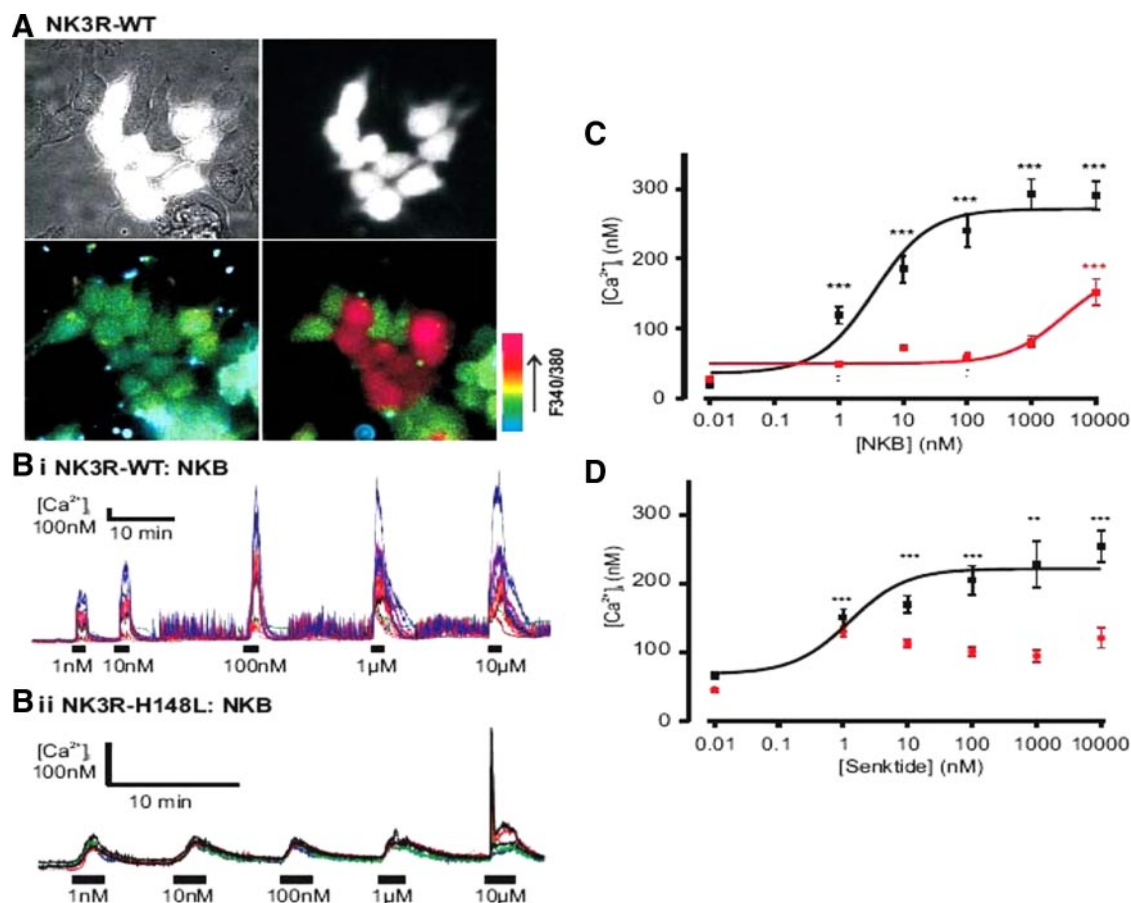 A NK3R-WT
F340/380
B i NK3R-WT: NKB
[Ca²⁺]ᵢ
100nM
10 min
1nM 10nM 100nM 1µM 10µM
B ii NK3R-H148L: NKB
[Ca²⁺]ᵢ
100nM
10 min
1nM 10nM 100nM 1µM 10µM
C
[Ca²⁺]ᵢ (nM)
300
200
100
0
*** *** *** *** ***
***
0.01 0.1 1 10 100 1000 10000
[NKB] (nM)
D
[Ca²⁺]ᵢ (nM)
300
200
100
0
*** *** *** ** ***
0.01 0.1 1 10 100 1000 10000
[Senktide] (nM)